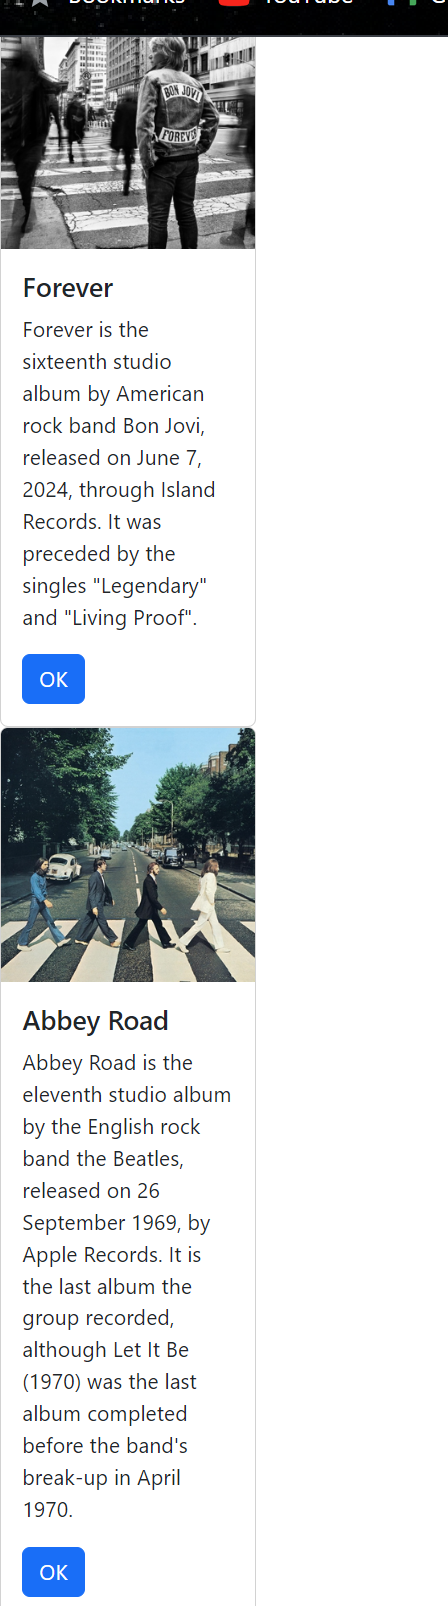 Bookmarks YouTube
BON JOVI
FOREVER
Forever
Forever is the
sixteenth studio
album by American
rock band Bon Jovi,
released on June 7,
2024, through Island
Records. It was
preceded by the
singles "Legendary"
and "Living Proof".
OK
Abbey Road
Abbey Road is the
eleventh studio album
by the English rock
band the Beatles,
released on 26
September 1969, by
Apple Records. It is
the last album the
group recorded,
although Let It Be
(1970) was the last
album completed
before the band's
break-up in April
1970.
OK